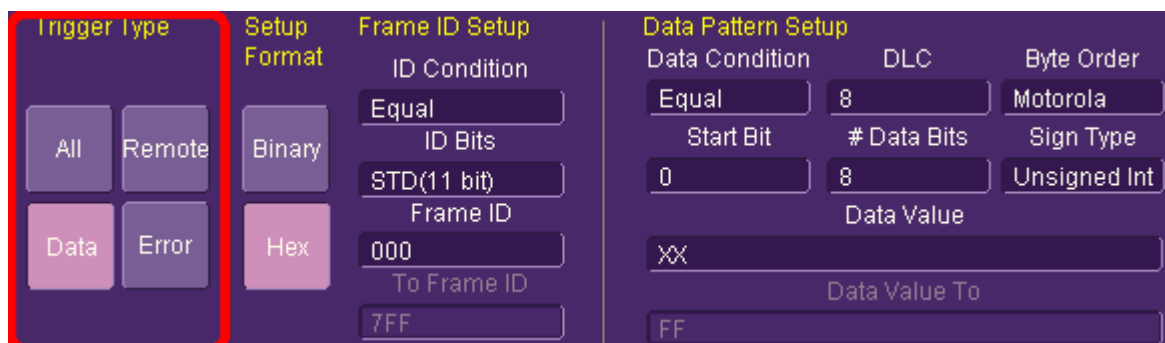 Trigger Type
All
Remote
Data
Error
Setup
Format
Binary
Hex
Frame ID Setup
ID Condition
Equal
ID Bits
STD(11 bit)
Frame ID
000
To Frame ID
7FF
Data Pattern Setup
Data Condition
DLC
Byte Order
Equal
8
Motorola
Start Bit
# Data Bits
Sign Type
0
8
Unsigned Int
Data Value
XX
Data Value To
FF